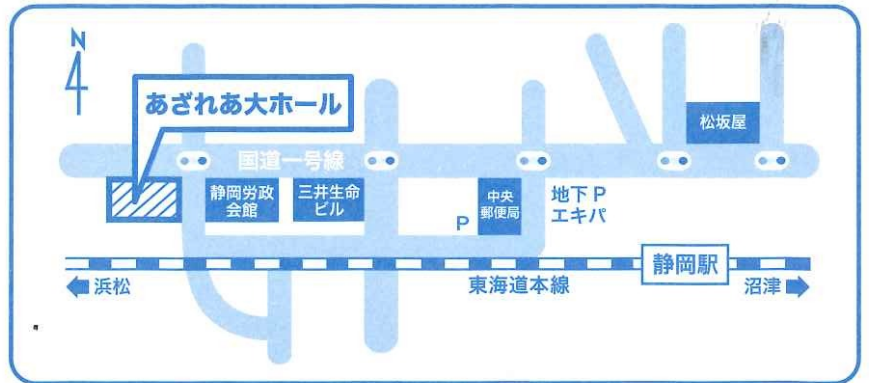 N
あざれあ大ホール
松坂屋
国道一号線
静岡労政
会館
三井生命
ビル
中央
郵便局
P
地下 P
エキパ
静岡駅
浜松
東海道本線
沼津